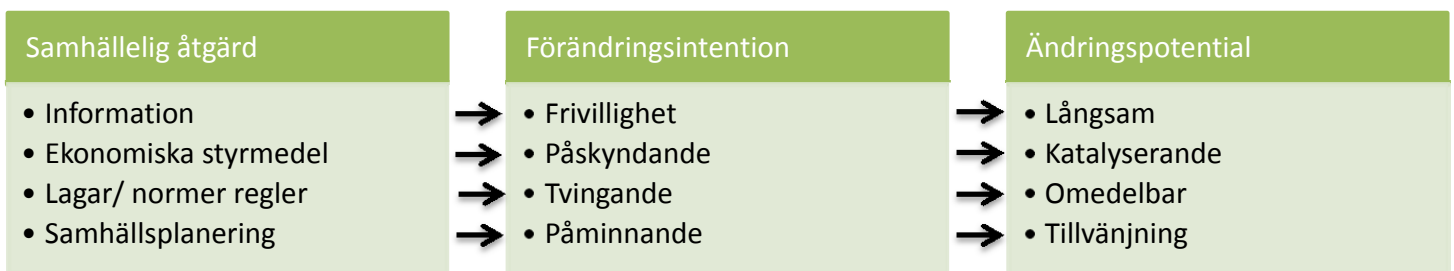 Samhällelig åtgärd
• Information
• Ekonomiska styrmedel
• Lagar/ normer regler
• Samhällsplanering
Förändringsintention
• Frivillighet
• Påskyndande
• Tvingande
• Påminnande
Ändringspotential
• Långsam
• Katalyserande
• Omedelbar
• Tillvänjning